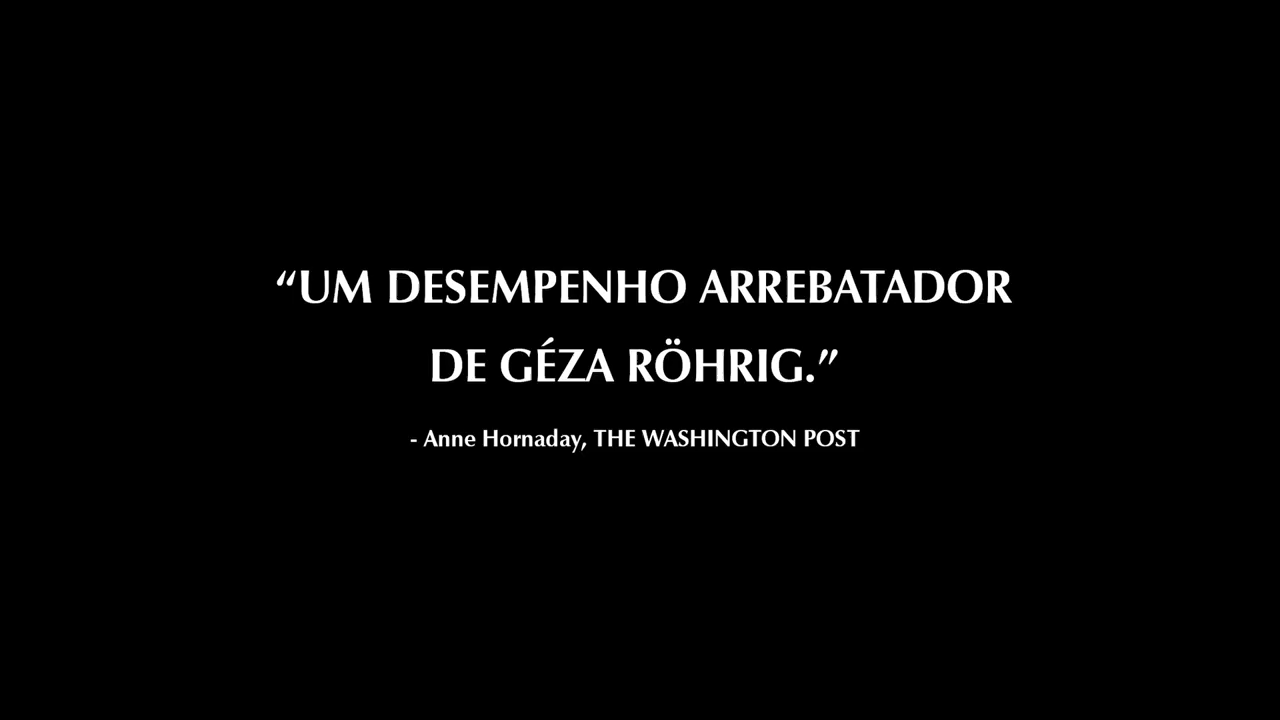 “UM DESEMPENHO ARREBATADOR
DE GÉZA RÖHRIG.”
- Anne Hornaday, THE WASHINGTON POST